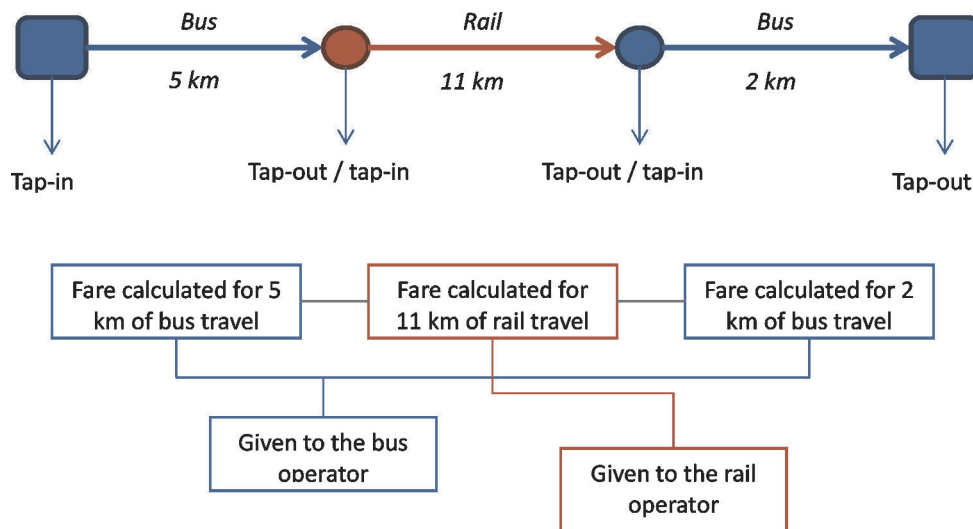 Bus
Rail
Bus
5 km
11 km
2 km
Tap-in
Tap-out / tap-in
Tap-out / tap-in
Tap-out
Fare calculated for 5
km of bus travel
Fare calculated for
11 km of rail travel
Fare calculated for 2
km of bus travel
Given to the bus
operator
Given to the rail
operator